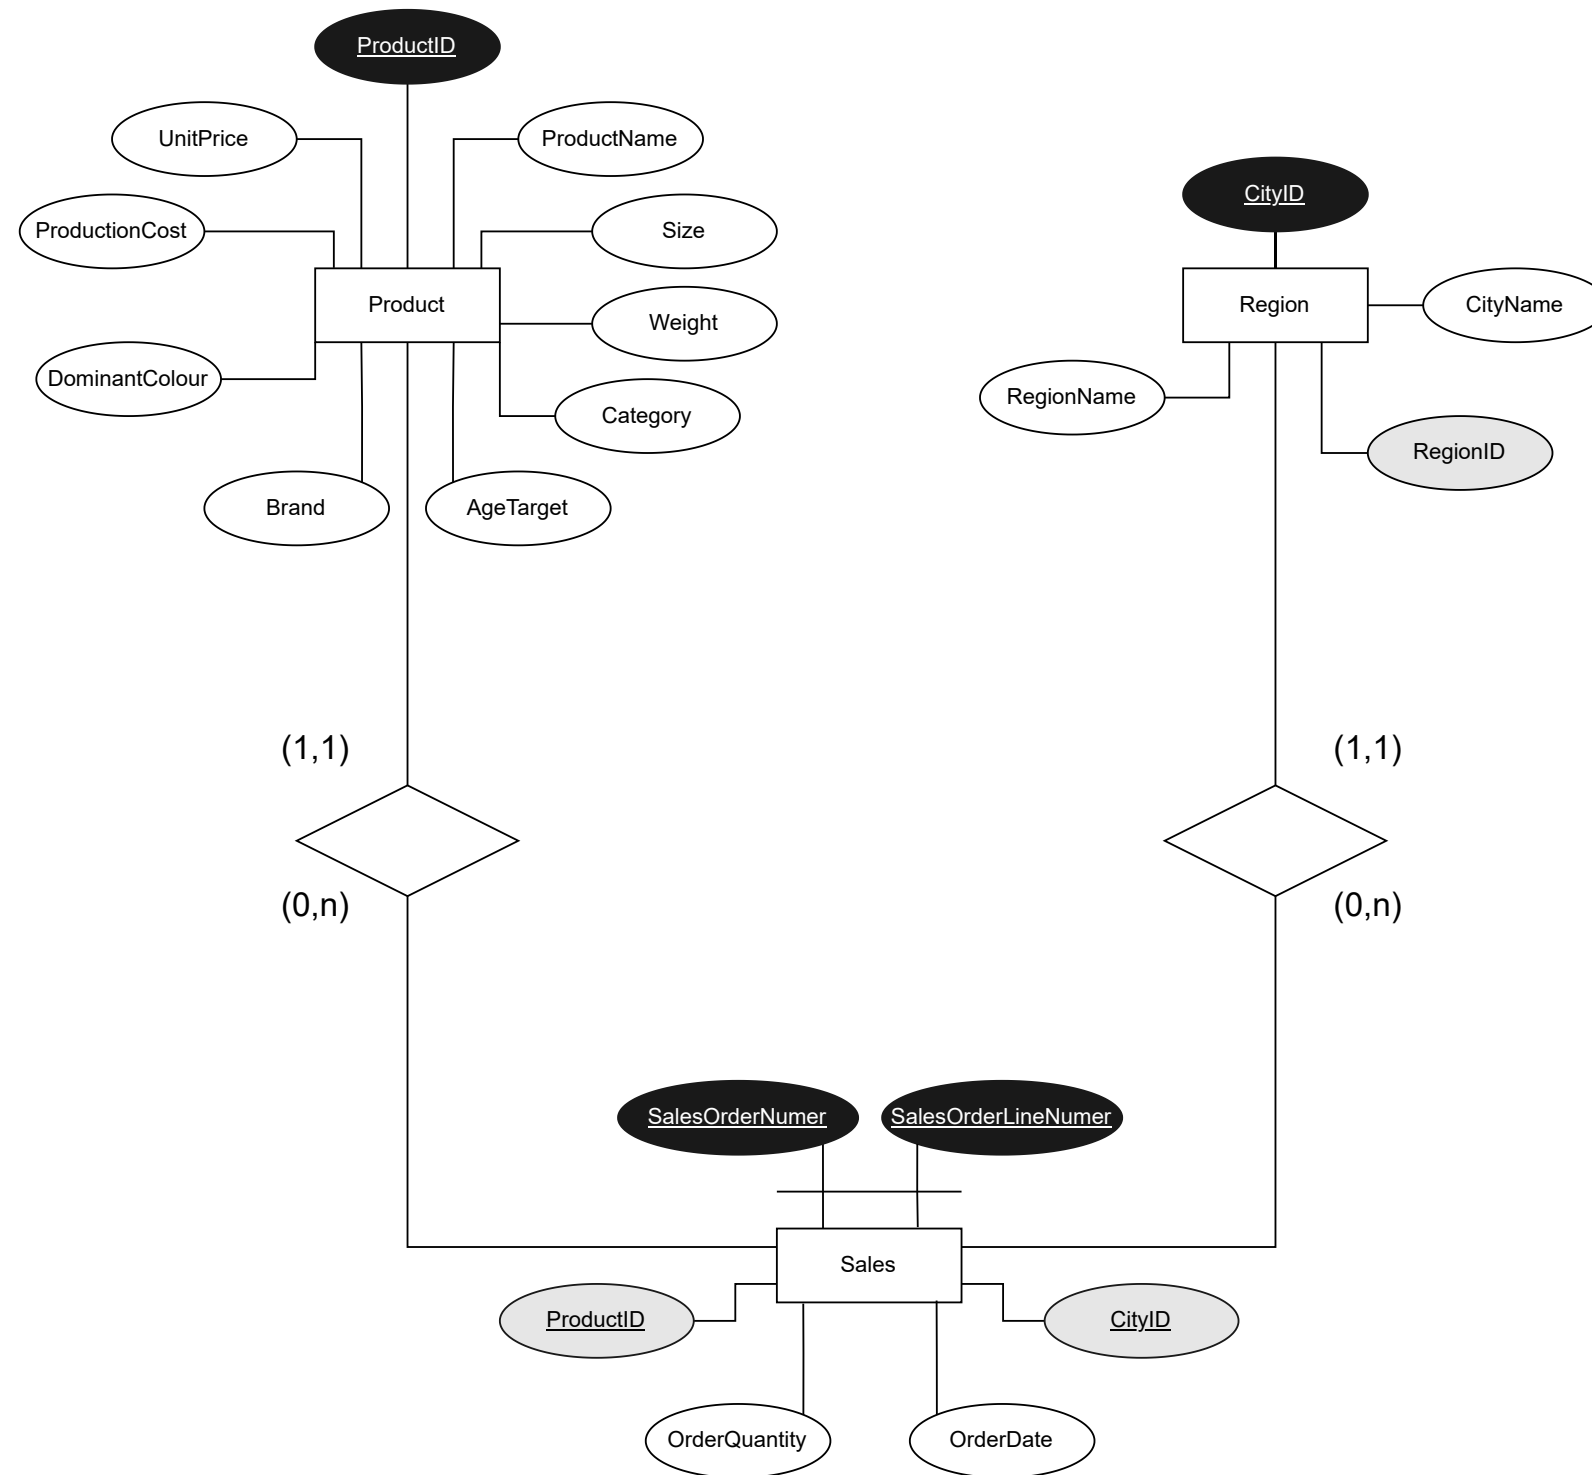 ProductID
UnitPrice
ProductName
CityID
ProductionCost
Size
Product
Region
CityName
Weight
DominantColour
RegionName
Category
RegionID
Brand
AgeTarget
(1,1)
(1,1)
(0,n)
(0,n)
SalesOrderNumer
SalesOrderLineNumer
Sales
ProductID
CityID
OrderQuantity
OrderDate